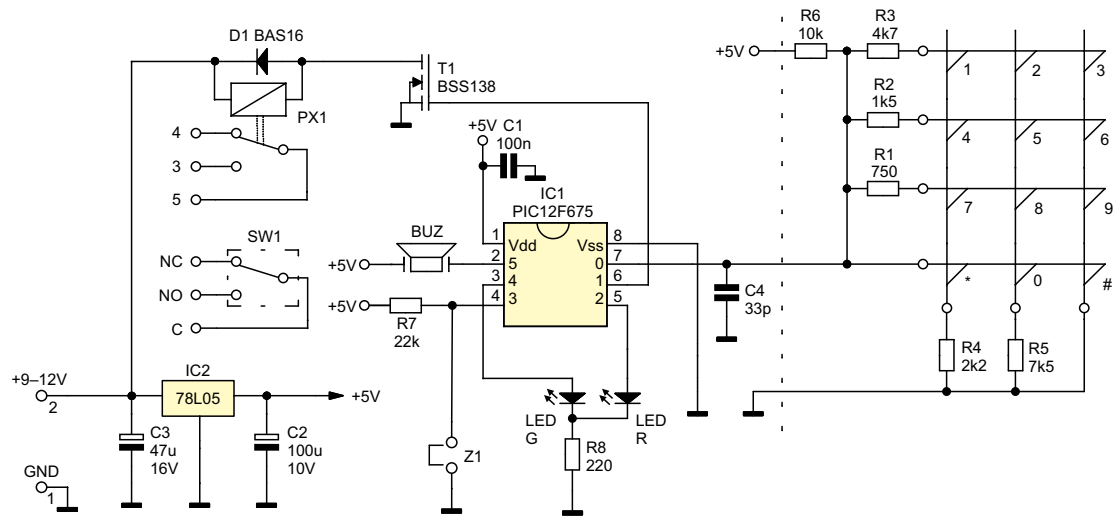 D1 BAS16
T1
BSS138
PX1
4
3
5
+5V
C1
100n
IC1
PIC12F675
1
Vdd
Vss
8
2
5
0
7
3
4
1
6
4
3
2
5
BUZ
+5V
+5V
R7
22k
SW1
NC
NO
C
+9–12V
2
IC2
78L05
+5V
C3
47u
16V
C2
100u
10V
GND
1
Z1
LED
G
LED
R
R8
220
C4
33p
+5V
R6
10k
R3
4k7
R2
1k5
R1
750
1
2
3
4
5
6
7
8
9
*
0
#
R4
2k2
R5
7k5